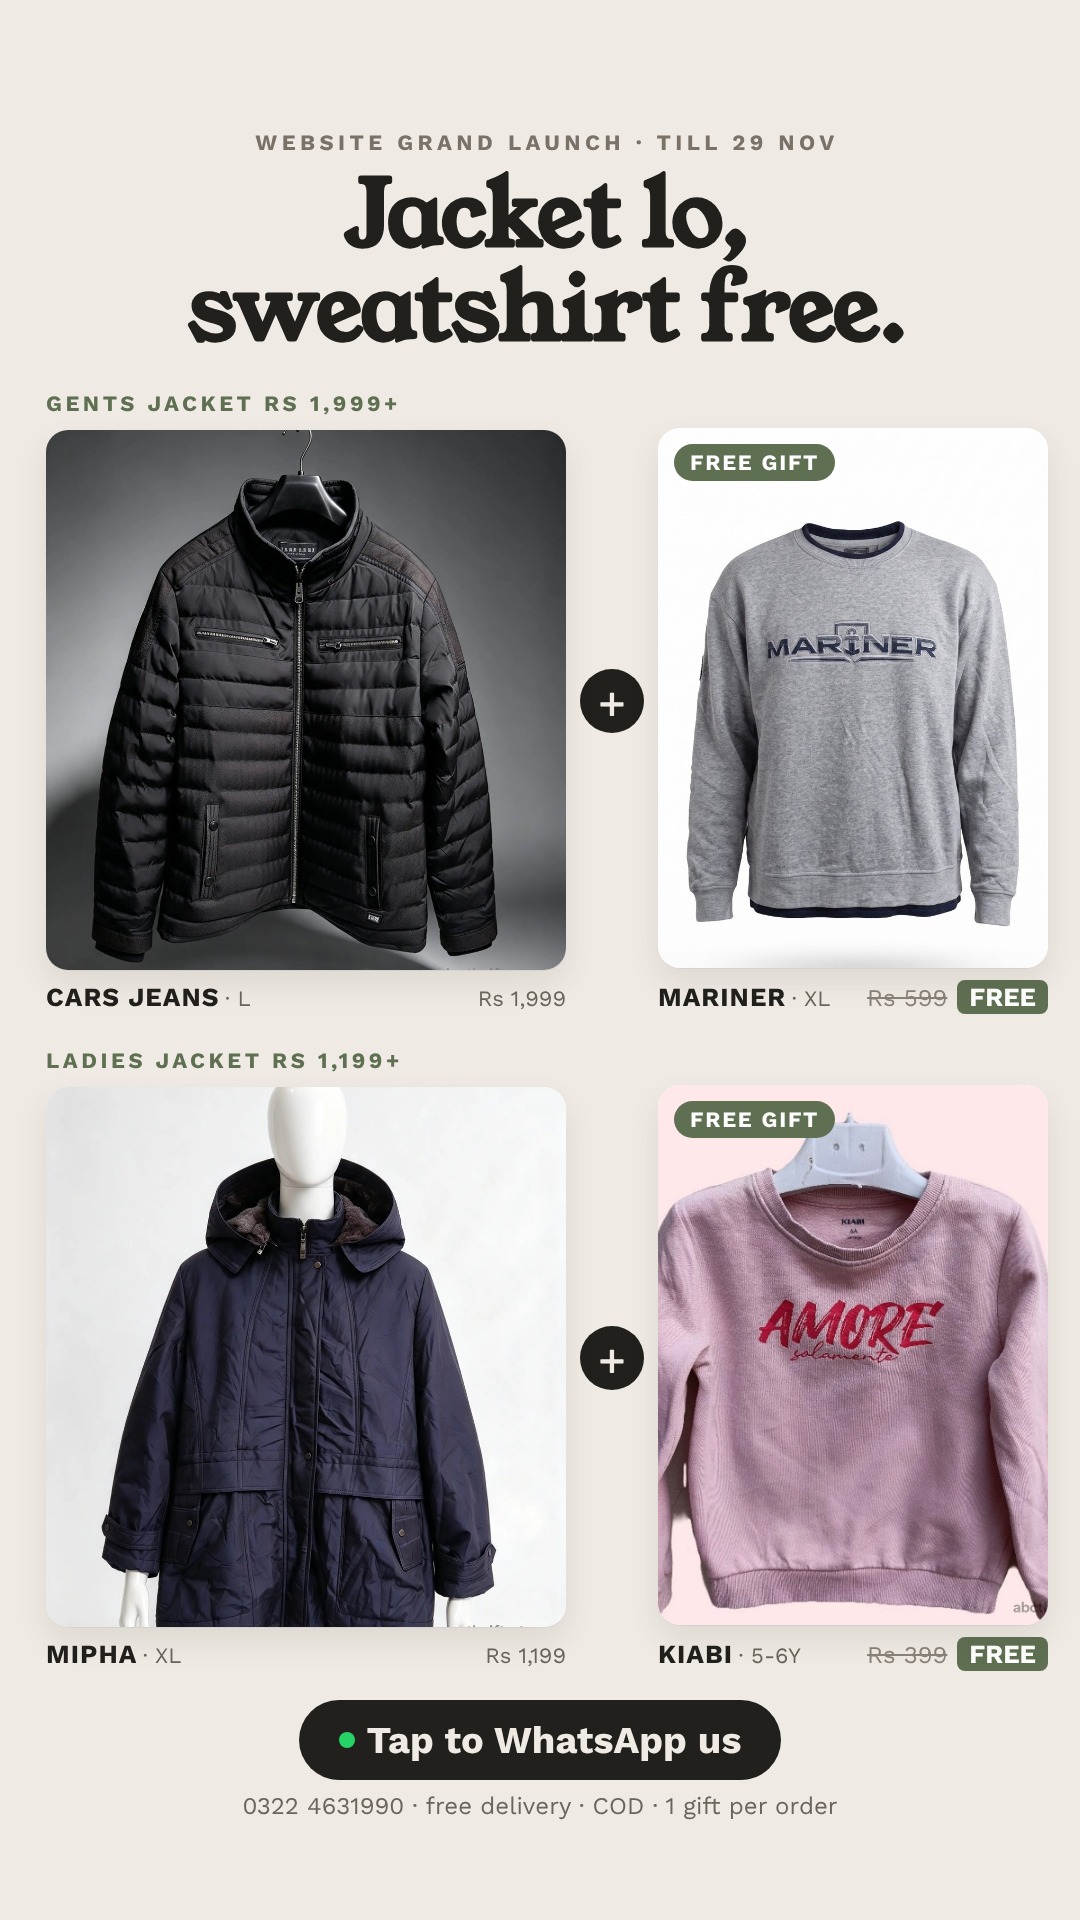 WEBSITE GRAND LAUNCH · TILL 29 NOV
Jacket lo,
sweatshirt free.
GENTS JACKET RS 1,999+
FREE GIFT
MARINER
+
CARS JEANS · L
Rs 1,999
MARINER · XL
Rs 599
FREE
LADIES JACKET RS 1,199+
FREE GIFT
KIABI
AMORE
solamente
+
MIPHA · XL
Rs 1,199
KIABI · 5-6Y
Rs 399
FREE
Tap to WhatsApp us
0322 4631990 · free delivery · COD · 1 gift per order